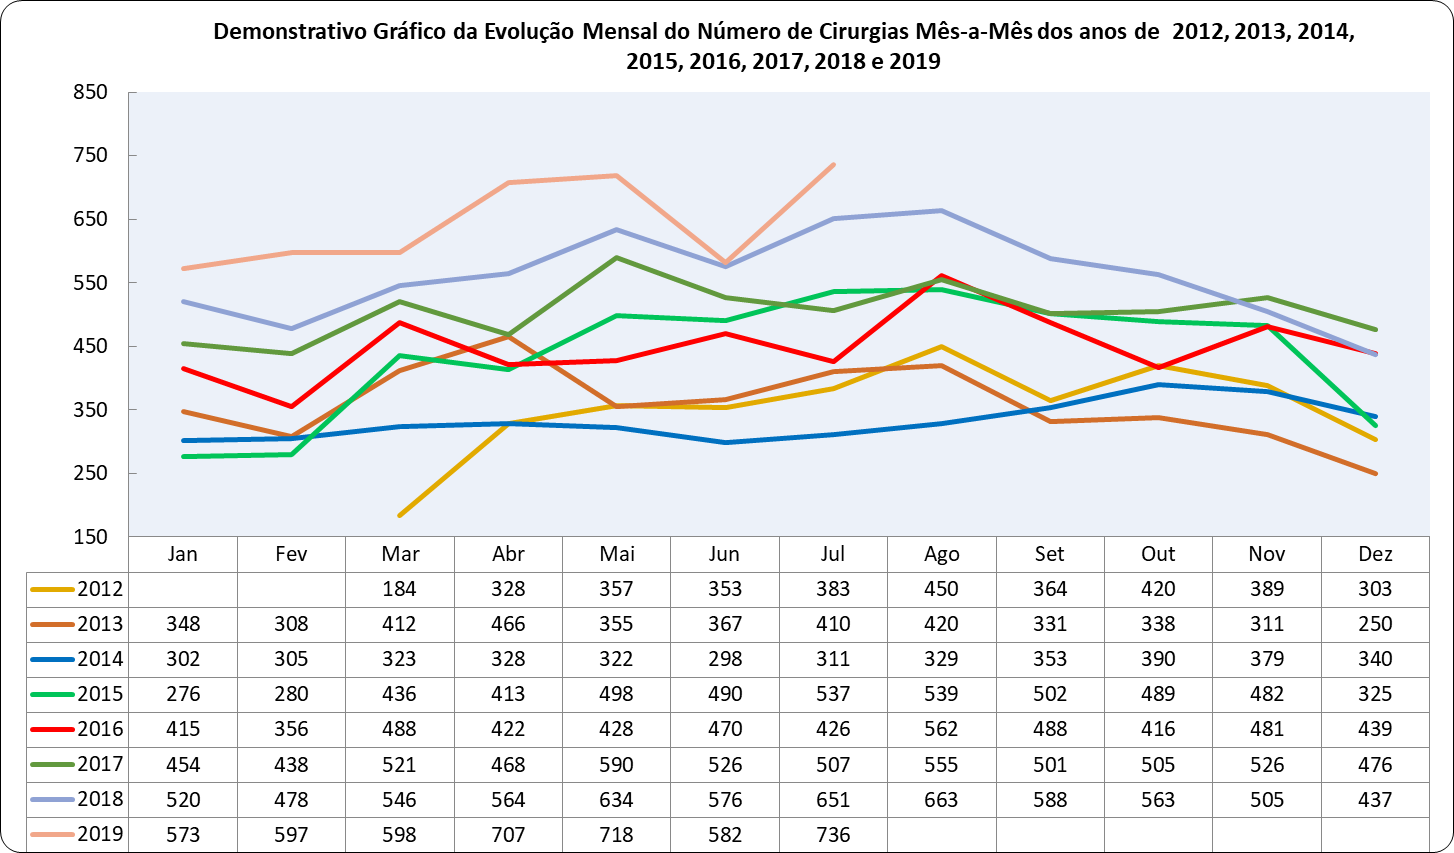 Demonstrativo Gráfico da Evolução Mensal do Número de Cirurgias Mês-a-Mês dos anos de 2012, 2013, 2014,
2015, 2016, 2017, 2018 e 2019
850
750
650
550
450
350
250
150
Jan Fev Mar Abr Mai Jun Jul Ago Set Out Nov Dez
2012 184 328 357 353 383 450 364 420 389 303
2013 348 308 412 466 355 367 410 420 331 338 311 250
2014 302 305 323 328 322 298 311 329 353 390 379 340
2015 276 280 436 413 498 490 537 539 502 489 482 325
2016 415 356 488 422 428 470 426 562 488 416 481 439
2017 454 438 521 468 590 526 507 555 501 505 526 476
2018 520 478 546 564 634 576 651 663 588 563 505 437
2019 573 597 598 707 718 582 736